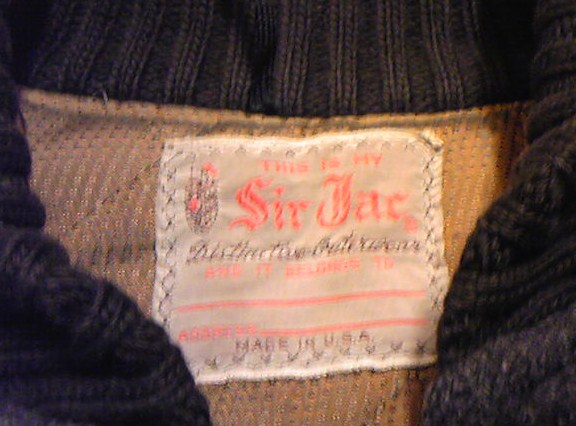 THIS IS MY
Sir Jac
Distinctive Outerwear
AND IT BELONGS TO
ADDRESS
MADE IN U.S.A.